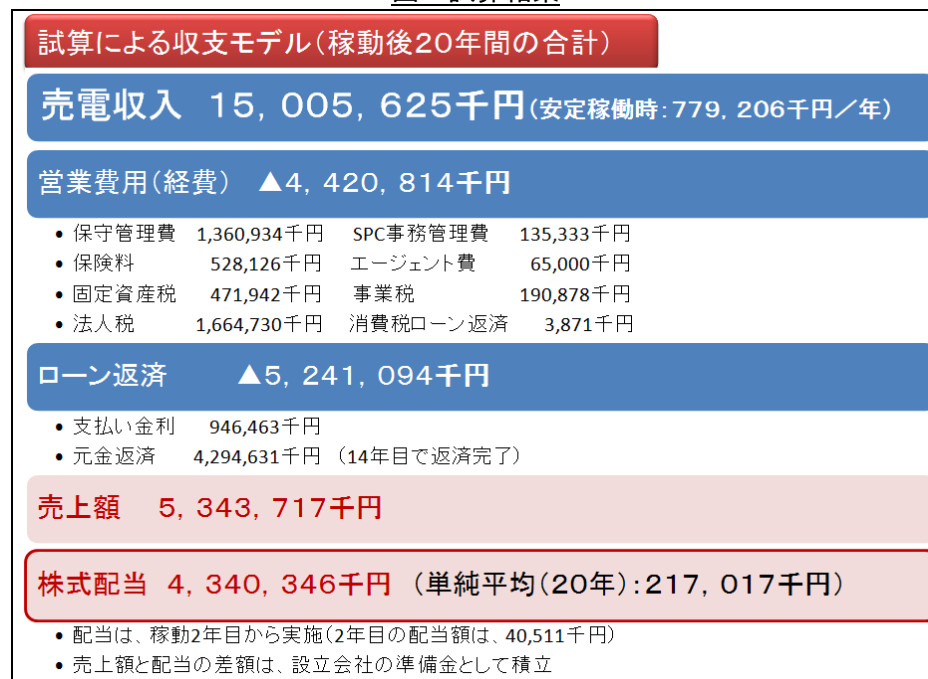 試算による収支モデル（稼動後20年間の合計）
売電収入　15，005，625千円（安定稼働時：779，206千円／年）
営業費用（経費）　▲4，420，814千円
• 保守管理費　1,360,934千円　SPC事務管理費　135,333千円
• 保険料　528,126千円　エージェント費　65,000千円
• 固定資産税　471,942千円　事業税　190,878千円
• 法人税　1,664,730千円　消費税ローン返済　3,871千円
ローン返済　▲5，241，094千円
• 支払い金利　946,463千円
• 元金返済　4,294,631千円　（14年目で返済完了）
売上額　5，343，717千円
株式配当　4，340，346千円　（単純平均（20年）：217，017千円）
• 配当は、稼動2年目から実施（2年目の配当額は、40,511千円）
• 売上額と配当の差額は、設立会社の準備金として積立